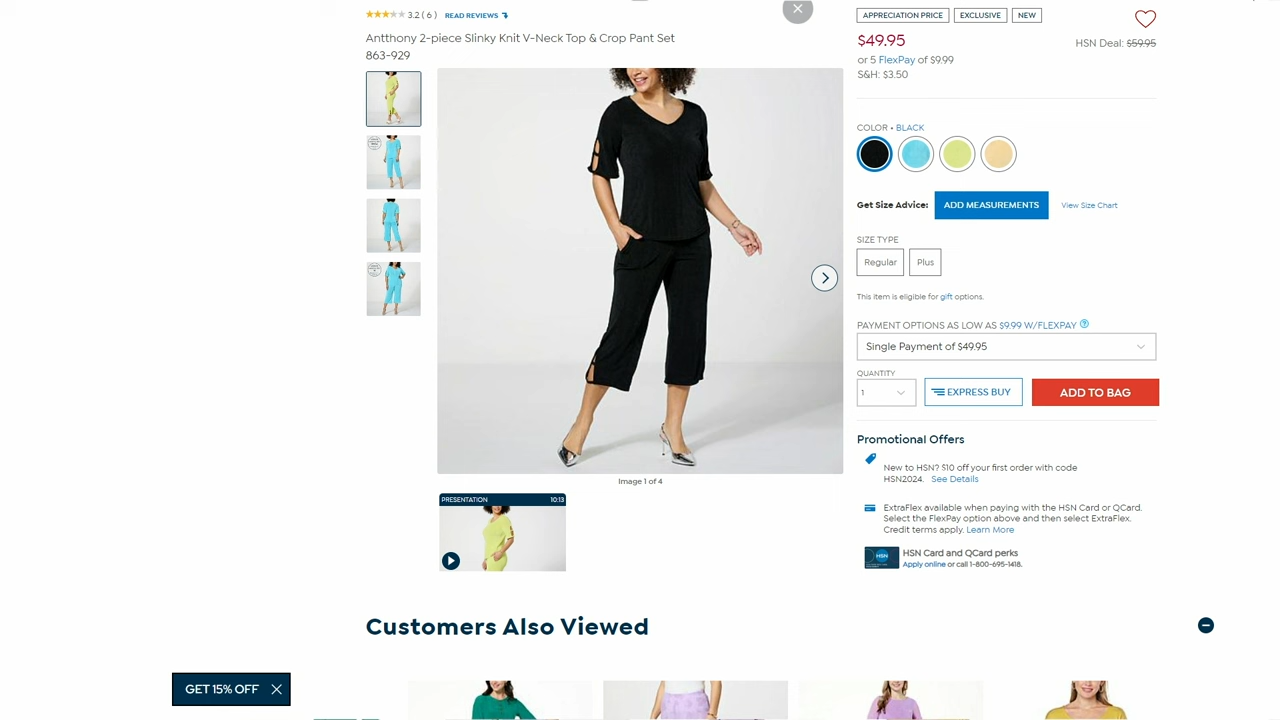 3.2 ( 6 ) READ REVIEWS
Antthony 2-piece Slinky Knit V-Neck Top & Crop Pant Set
863-929
Image 1 of 4
PRESENTATION 10:13
APPRECIATION PRICE EXCLUSIVE NEW
$49.95
HSN Deal: $59.95
or 5 FlexPay of $9.99
S&H: $3.50
COLOR • BLACK
Get Size Advice: ADD MEASUREMENTS View Size Chart
SIZE TYPE
Regular Plus
This item is eligible for gift options.
PAYMENT OPTIONS AS LOW AS $9.99 W/FLEXPAY ?
Single Payment of $49.95
QUANTITY
1 EXPRESS BUY ADD TO BAG
Promotional Offers
New to HSN? $10 off your first order with code
HSN2024. See Details
ExtraFlex available when paying with the HSN Card or QCard.
Select the FlexPay option above and then select ExtraFlex.
Credit terms apply. Learn More
HSN
HSN Card and QCard perks
Apply online or call 1-800-695-1418.
Customers Also Viewed
GET 15% OFF